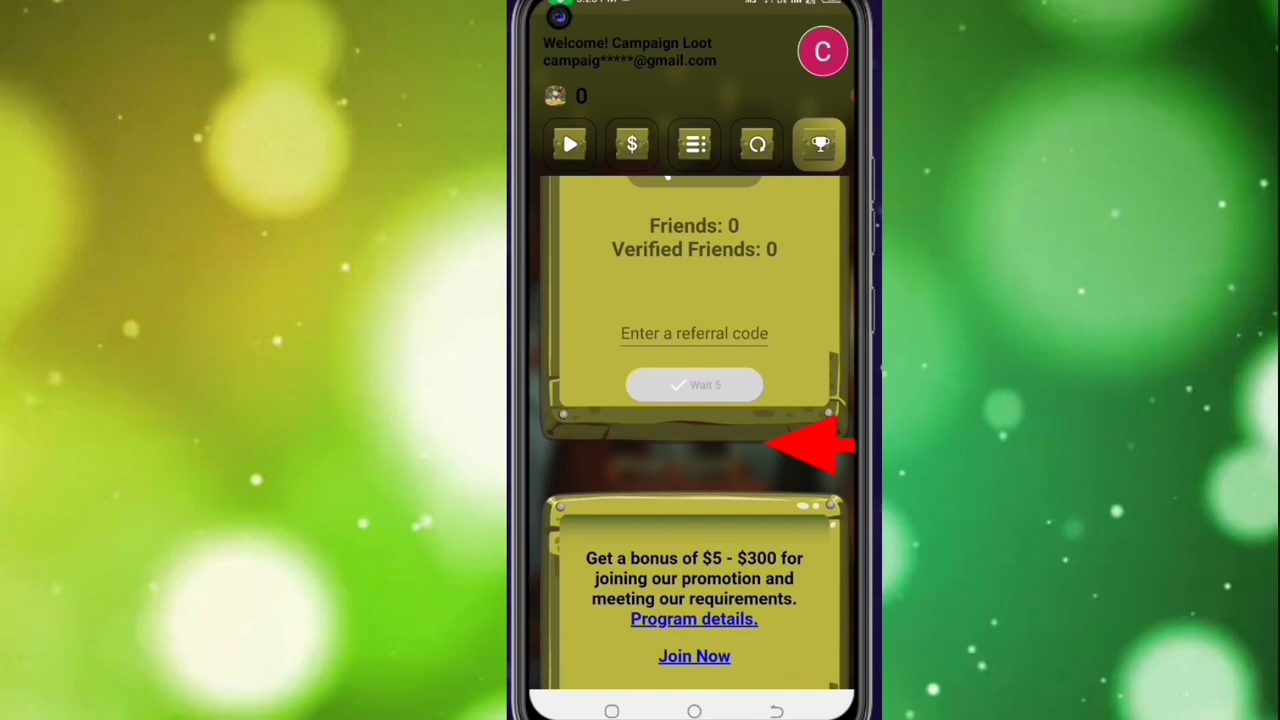 Welcome! Campaign Loot
campaig*****@gmail.com
C
0
$
Friends: 0
Verified Friends: 0
Enter a referral code
Wait 5
Get a bonus of $5 - $300 for
joining our promotion and
meeting our requirements.
Program details.
Join Now